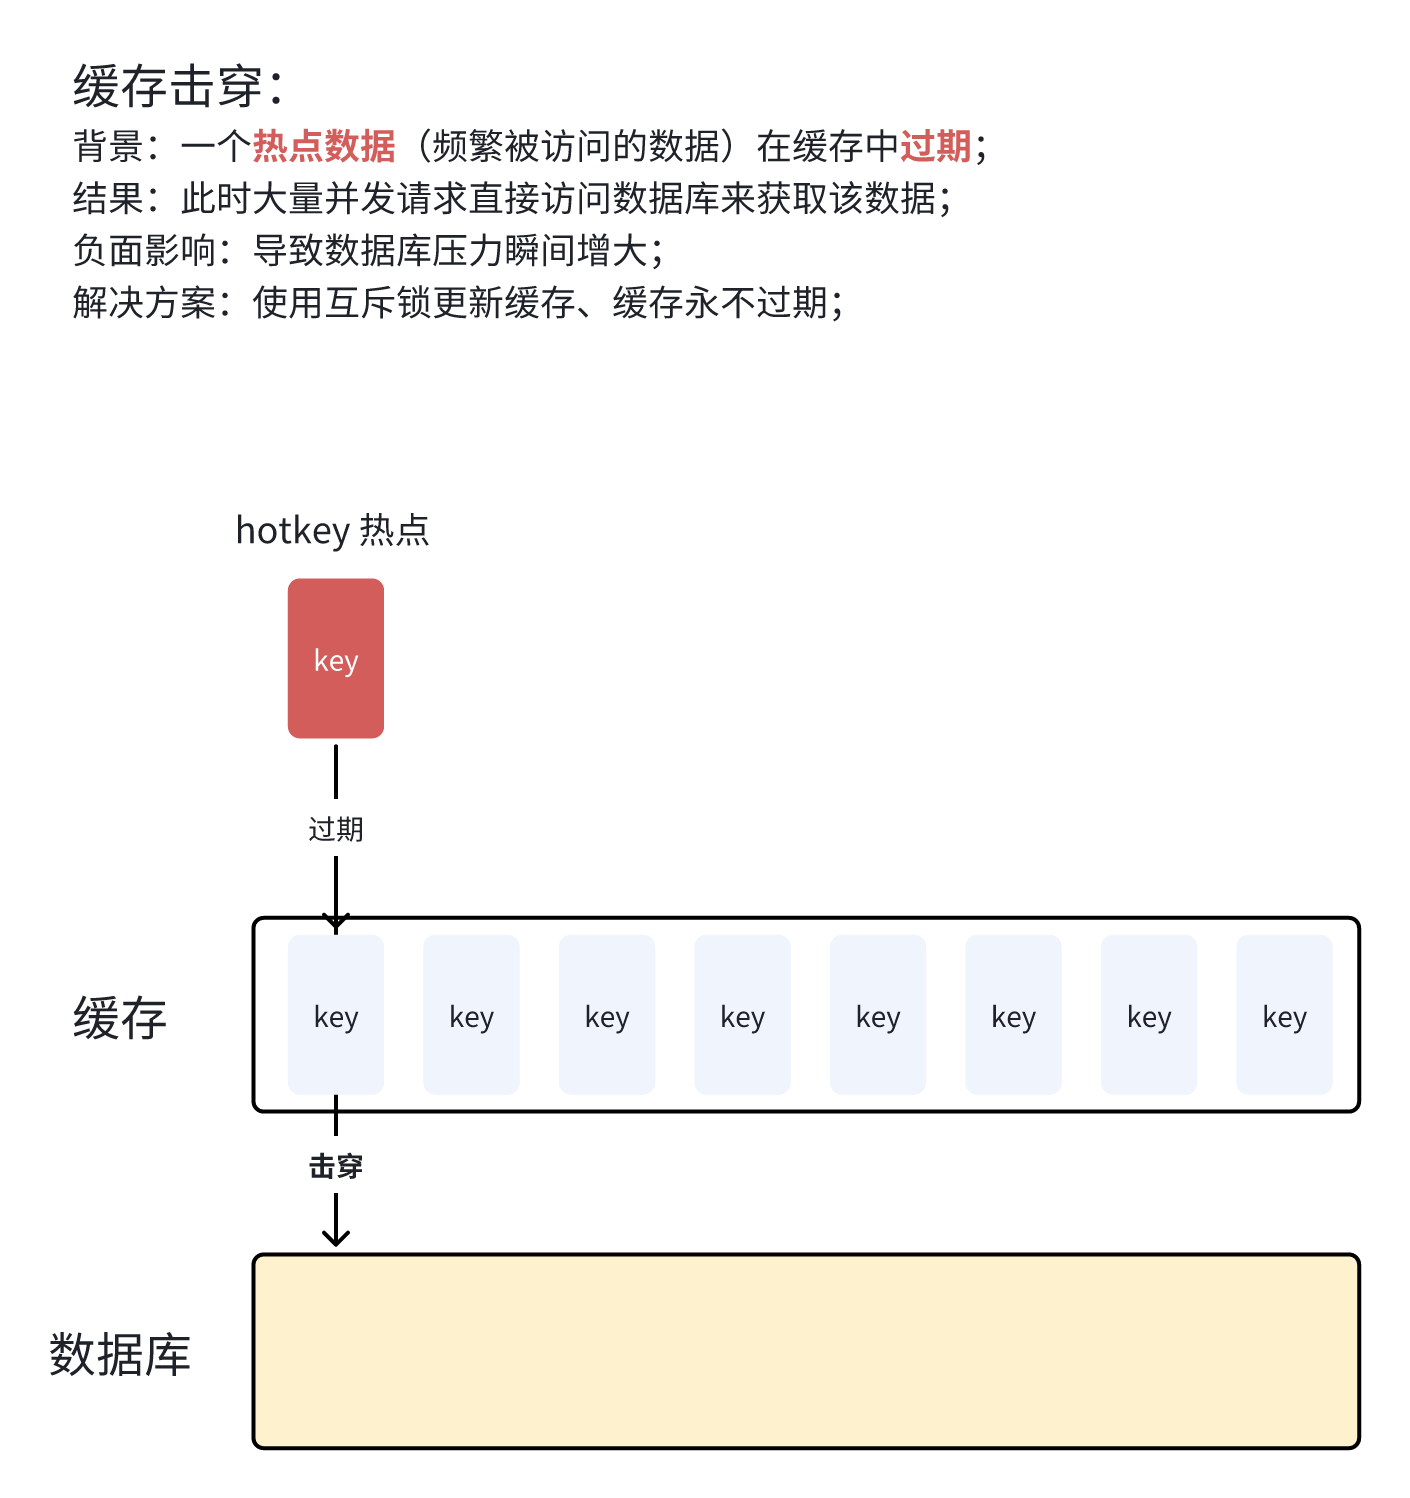 缓存击穿：
背景：一个热点数据（频繁被访问的数据）在缓存中过期；
结果：此时大量并发请求直接访问数据库来获取该数据；
负面影响：导致数据库压力瞬间增大；
解决方案：使用互斥锁更新缓存、缓存永不过期；
hotkey 热点
key
过期
缓存
key key key key key key key key
击穿
数据库